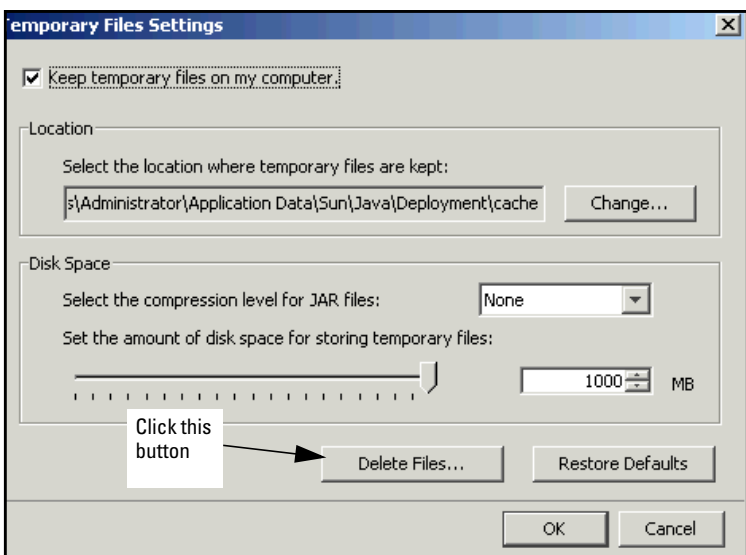 Temporary Files Settings
Keep temporary files on my computer.
Location
Select the location where temporary files are kept:
s\Administrator\Application Data\Sun\Java\Deployment\cache
Change...
Disk Space
Select the compression level for JAR files:
None
Set the amount of disk space for storing temporary files:
1000
MB
Click this
button
Delete Files...
Restore Defaults
OK
Cancel